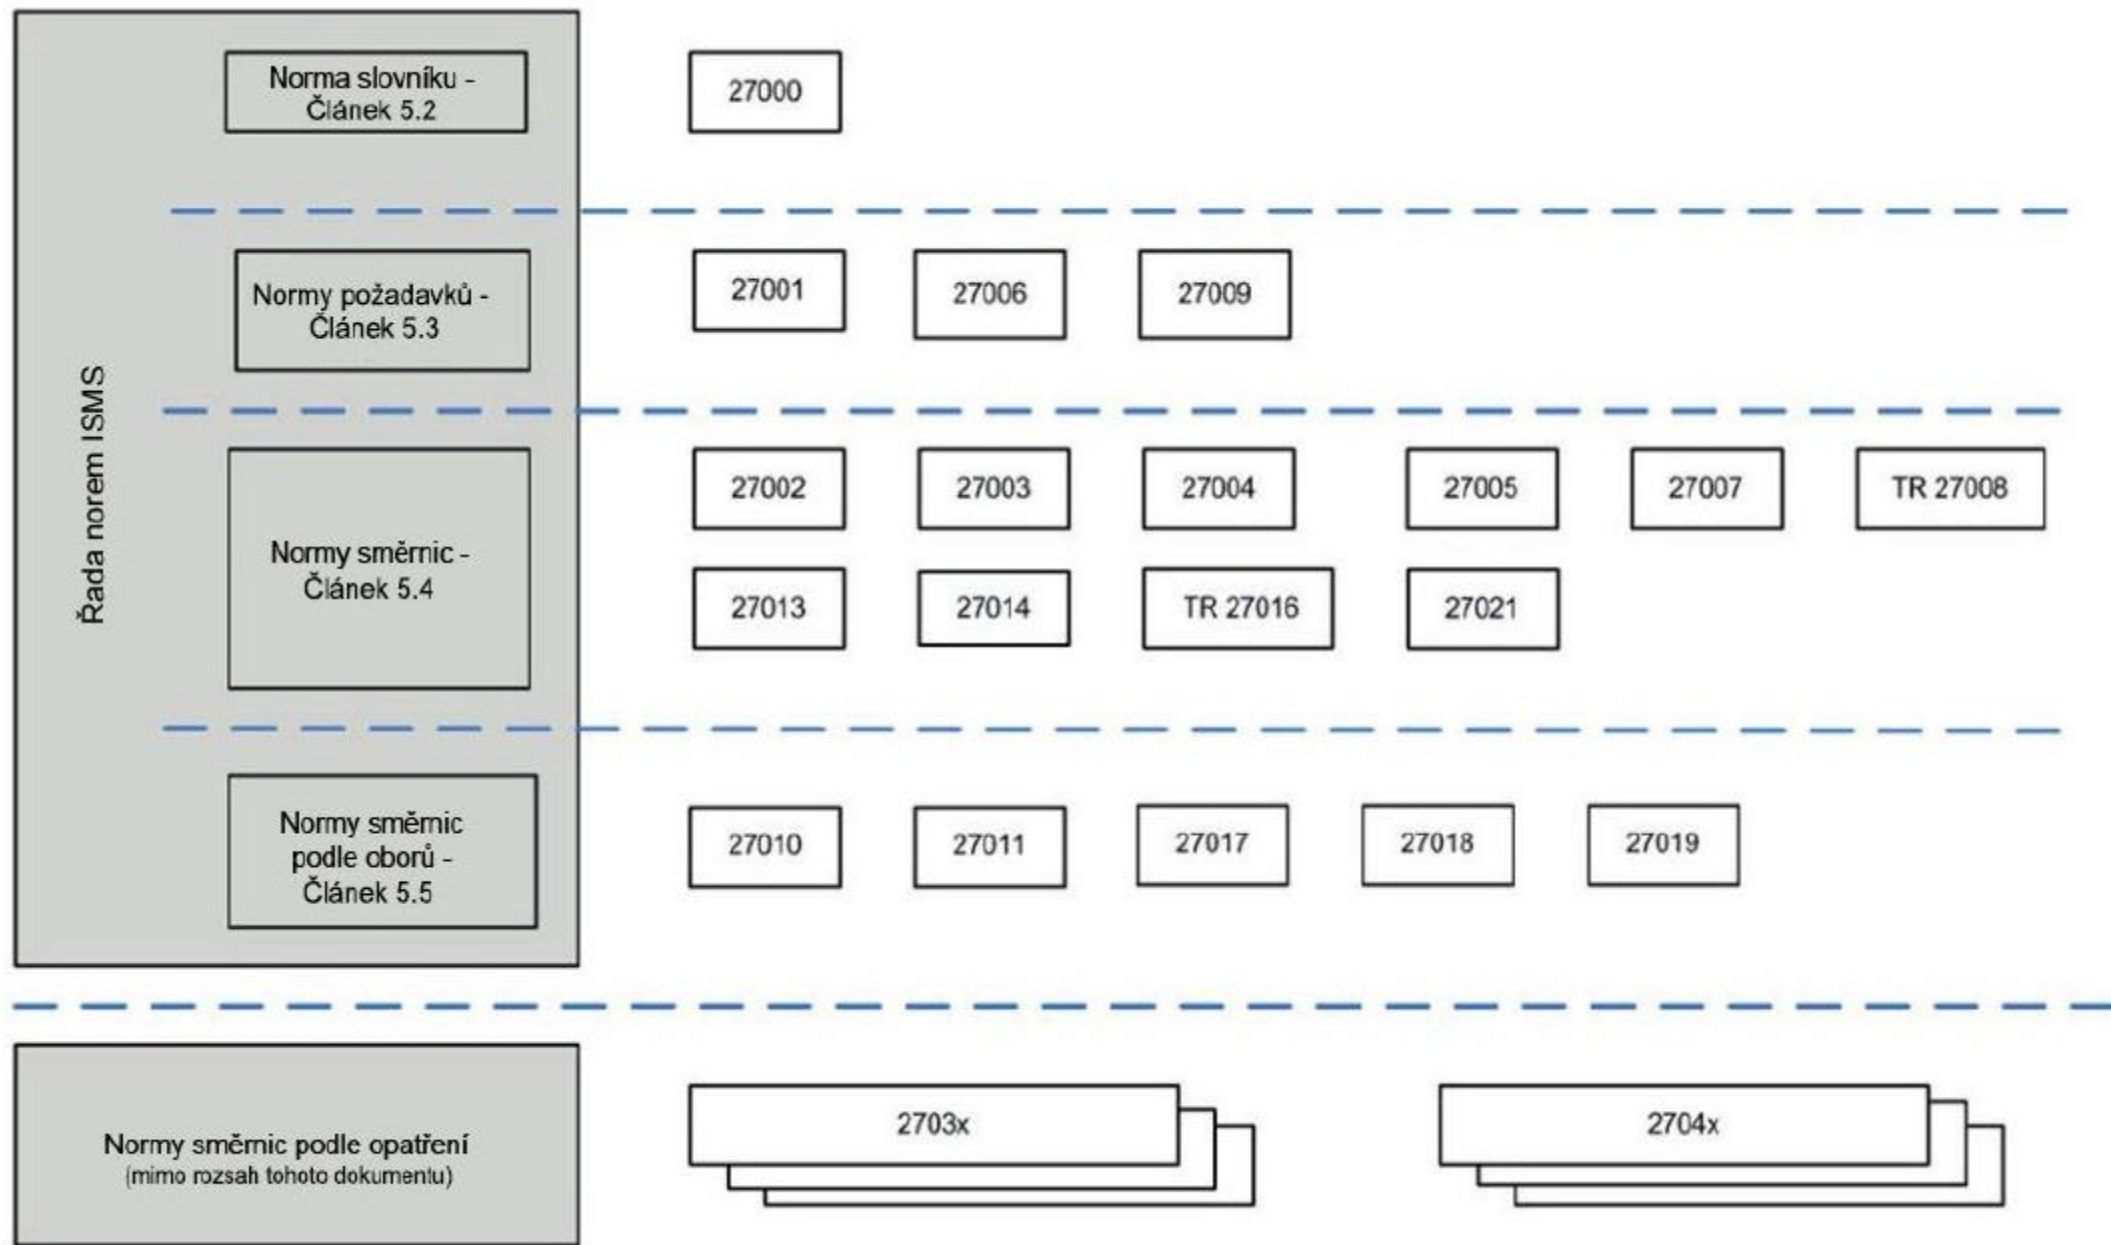 Řada norem ISMS
Norma slovníku -
Článek 5.2
27000
Normy požadavků -
Článek 5.3
27001
27006
27009
Normy směrnic -
Článek 5.4
27002
27003
27004
27005
27007
TR 27008
27013
27014
TR 27016
27021
Normy směrnic
podle oborů -
Článek 5.5
27010
27011
27017
27018
27019
Normy směrnic podle opatření
(mimo rozsah tohoto dokumentu)
2703x
2704x